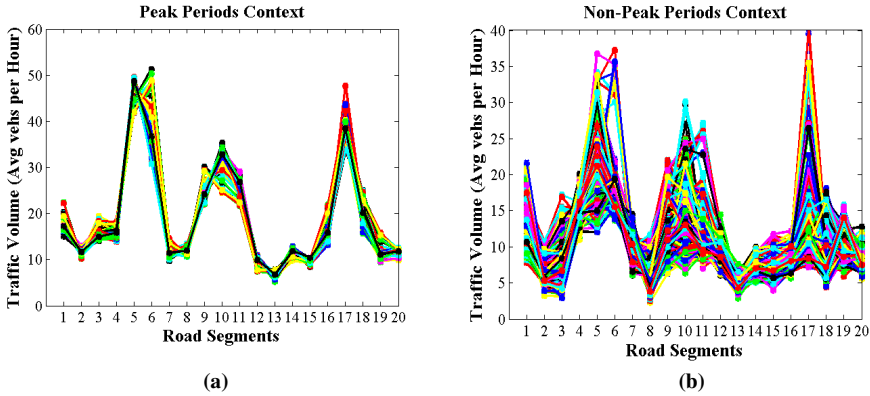 Peak Periods Context
Traffic Volume (Avg vehs per Hour)
60
50
40
30
20
10
0
1 2 3 4 5 6 7 8 9 10 11 12 13 14 15 16 17 18 19 20
Road Segments
(a)
Non-Peak Periods Context
Traffic Volume (Avg vehs per Hour)
40
35
30
25
20
15
10
5
0
1 2 3 4 5 6 7 8 9 10 11 12 13 14 15 16 17 18 19 20
Road Segments
(b)